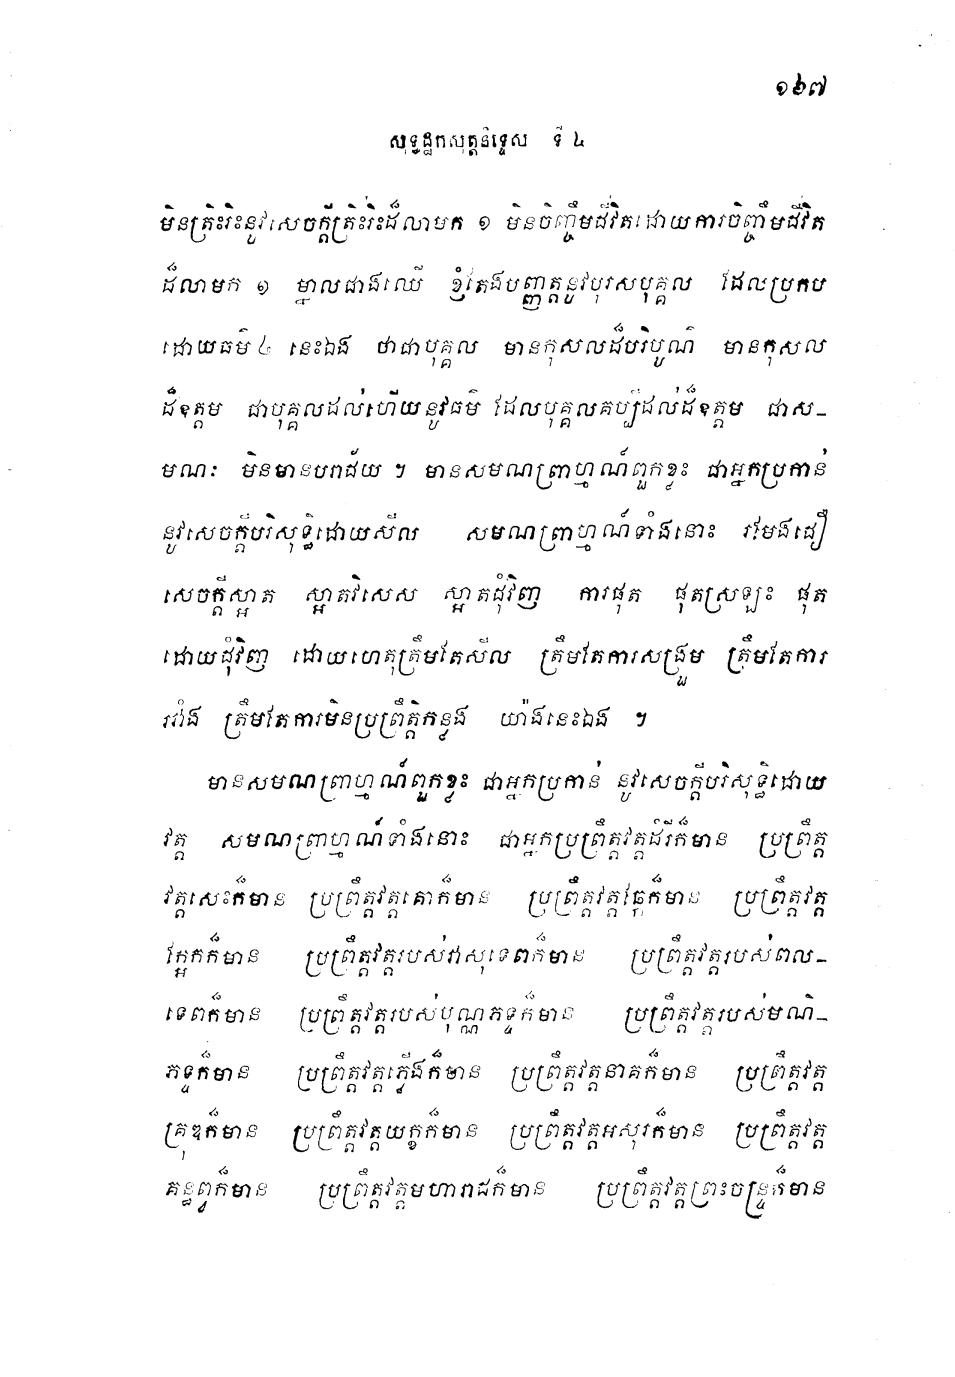 ១៦៧
សុទ្ធដ្ឋកសុត្តនិទ្ទេស ទី ៤
មិនត្រិះរិះនូវសេចក្តីត្រិះរិះដ៏លាមក ១ មិនចិញ្ចឹមជីវិតដោយការចិញ្ចឹមជីវិត
ដ៏លាមក ១ ម្នាលជាងឈើ ខ្ញុំតែងបញ្ញត្តនូវបុរសបុគ្គល ដែលប្រកប
ដោយធម៌ ៤ នេះឯង ថាជាបុគ្គល មានកុសលដ៏បរិបូណ៌ មានកុសល
ដ៏ឧត្តម ជាបុគ្គលដល់ហើយនូវធម៌ ដែលបុគ្គលគប្បីដល់ដ៏ឧត្តម ជាស-
មណៈ មិនមានបរាជ័យ ។ មានសមណព្រាហ្មណ៍ពួកខ្លះ ជាអ្នកប្រកាន់
នូវសេចក្តីបរិសុទ្ធិដោយសីល សមណព្រាហ្មណ៍ទាំងនោះ រមែងជឿ
សេចក្តីស្អាត ស្អាតវិសេស ស្អាតជុំវិញ ការផុត ផុតស្រឡះ ផុត
ដោយជុំវិញ ដោយហេតុត្រឹមតែសីល ត្រឹមតែការសង្រួម ត្រឹមតែការ
រវាំង ត្រឹមតែការមិនប្រព្រឹត្តិកន្លង យ៉ាងនេះឯង ។
មានសមណព្រាហ្មណ៍ពួកខ្លះ ជាអ្នកប្រកាន់ នូវសេចក្តីបរិសុទ្ធិដោយ
វត្ត សមណព្រាហ្មណ៍ទាំងនោះ ជាអ្នកប្រព្រឹត្តវត្តដំរីក៏មាន ប្រព្រឹត្ត
វត្តសេះក៏មាន ប្រព្រឹត្តវត្តគោក៏មាន ប្រព្រឹត្តវត្តឆ្កែក៏មាន ប្រព្រឹត្តវត្ត
ក្អែកក៏មាន ប្រព្រឹត្តវត្តរបស់វាសុទេពក៏មាន ប្រព្រឹត្តវត្តរបស់ពល-
ទេពក៏មាន ប្រព្រឹត្តវត្តរបស់បុណ្ណភទ្ទក៏មាន ប្រព្រឹត្តវត្តរបស់មណិ-
ភទ្ទក៏មាន ប្រព្រឹត្តវត្តភ្លើងក៏មាន ប្រព្រឹត្តវត្តនាគក៏មាន ប្រព្រឹត្តវត្ត
គ្រុឌក៏មាន ប្រព្រឹត្តវត្តយក្ខក៏មាន ប្រព្រឹត្តវត្តអសុរក៏មាន ប្រព្រឹត្តវត្ត
គន្ធព្វក៏មាន ប្រព្រឹត្តវត្តមហារាជក៏មាន ប្រព្រឹត្តវត្តព្រះចន្ទ្រក៏មាន